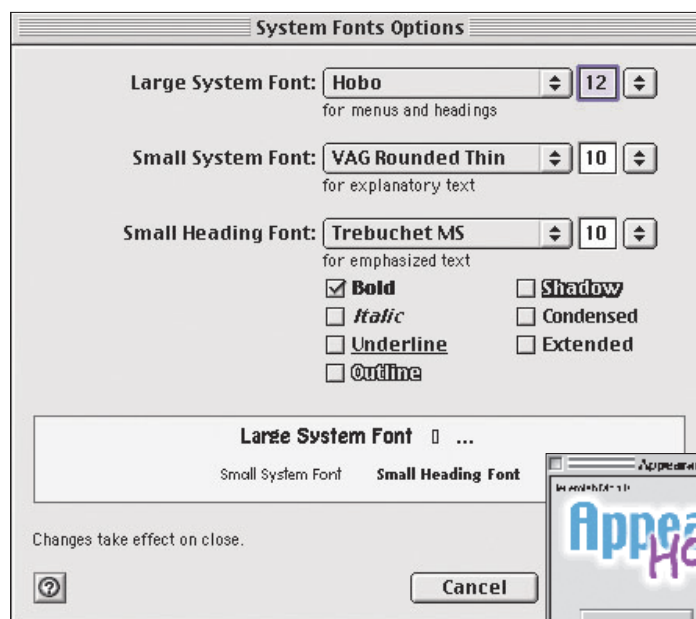 System Fonts Options
Large System Font: Hobo 12
for menus and headings
Small System Font: VAG Rounded Thin 10
for explanatory text
Small Heading Font: Trebuchet MS 10
for emphasized text
Bold Shadow
Italic Condensed
Underline Extended
Outline
Large System Font ...
Small System Font Small Heading Font
Changes take effect on close.
Cancel